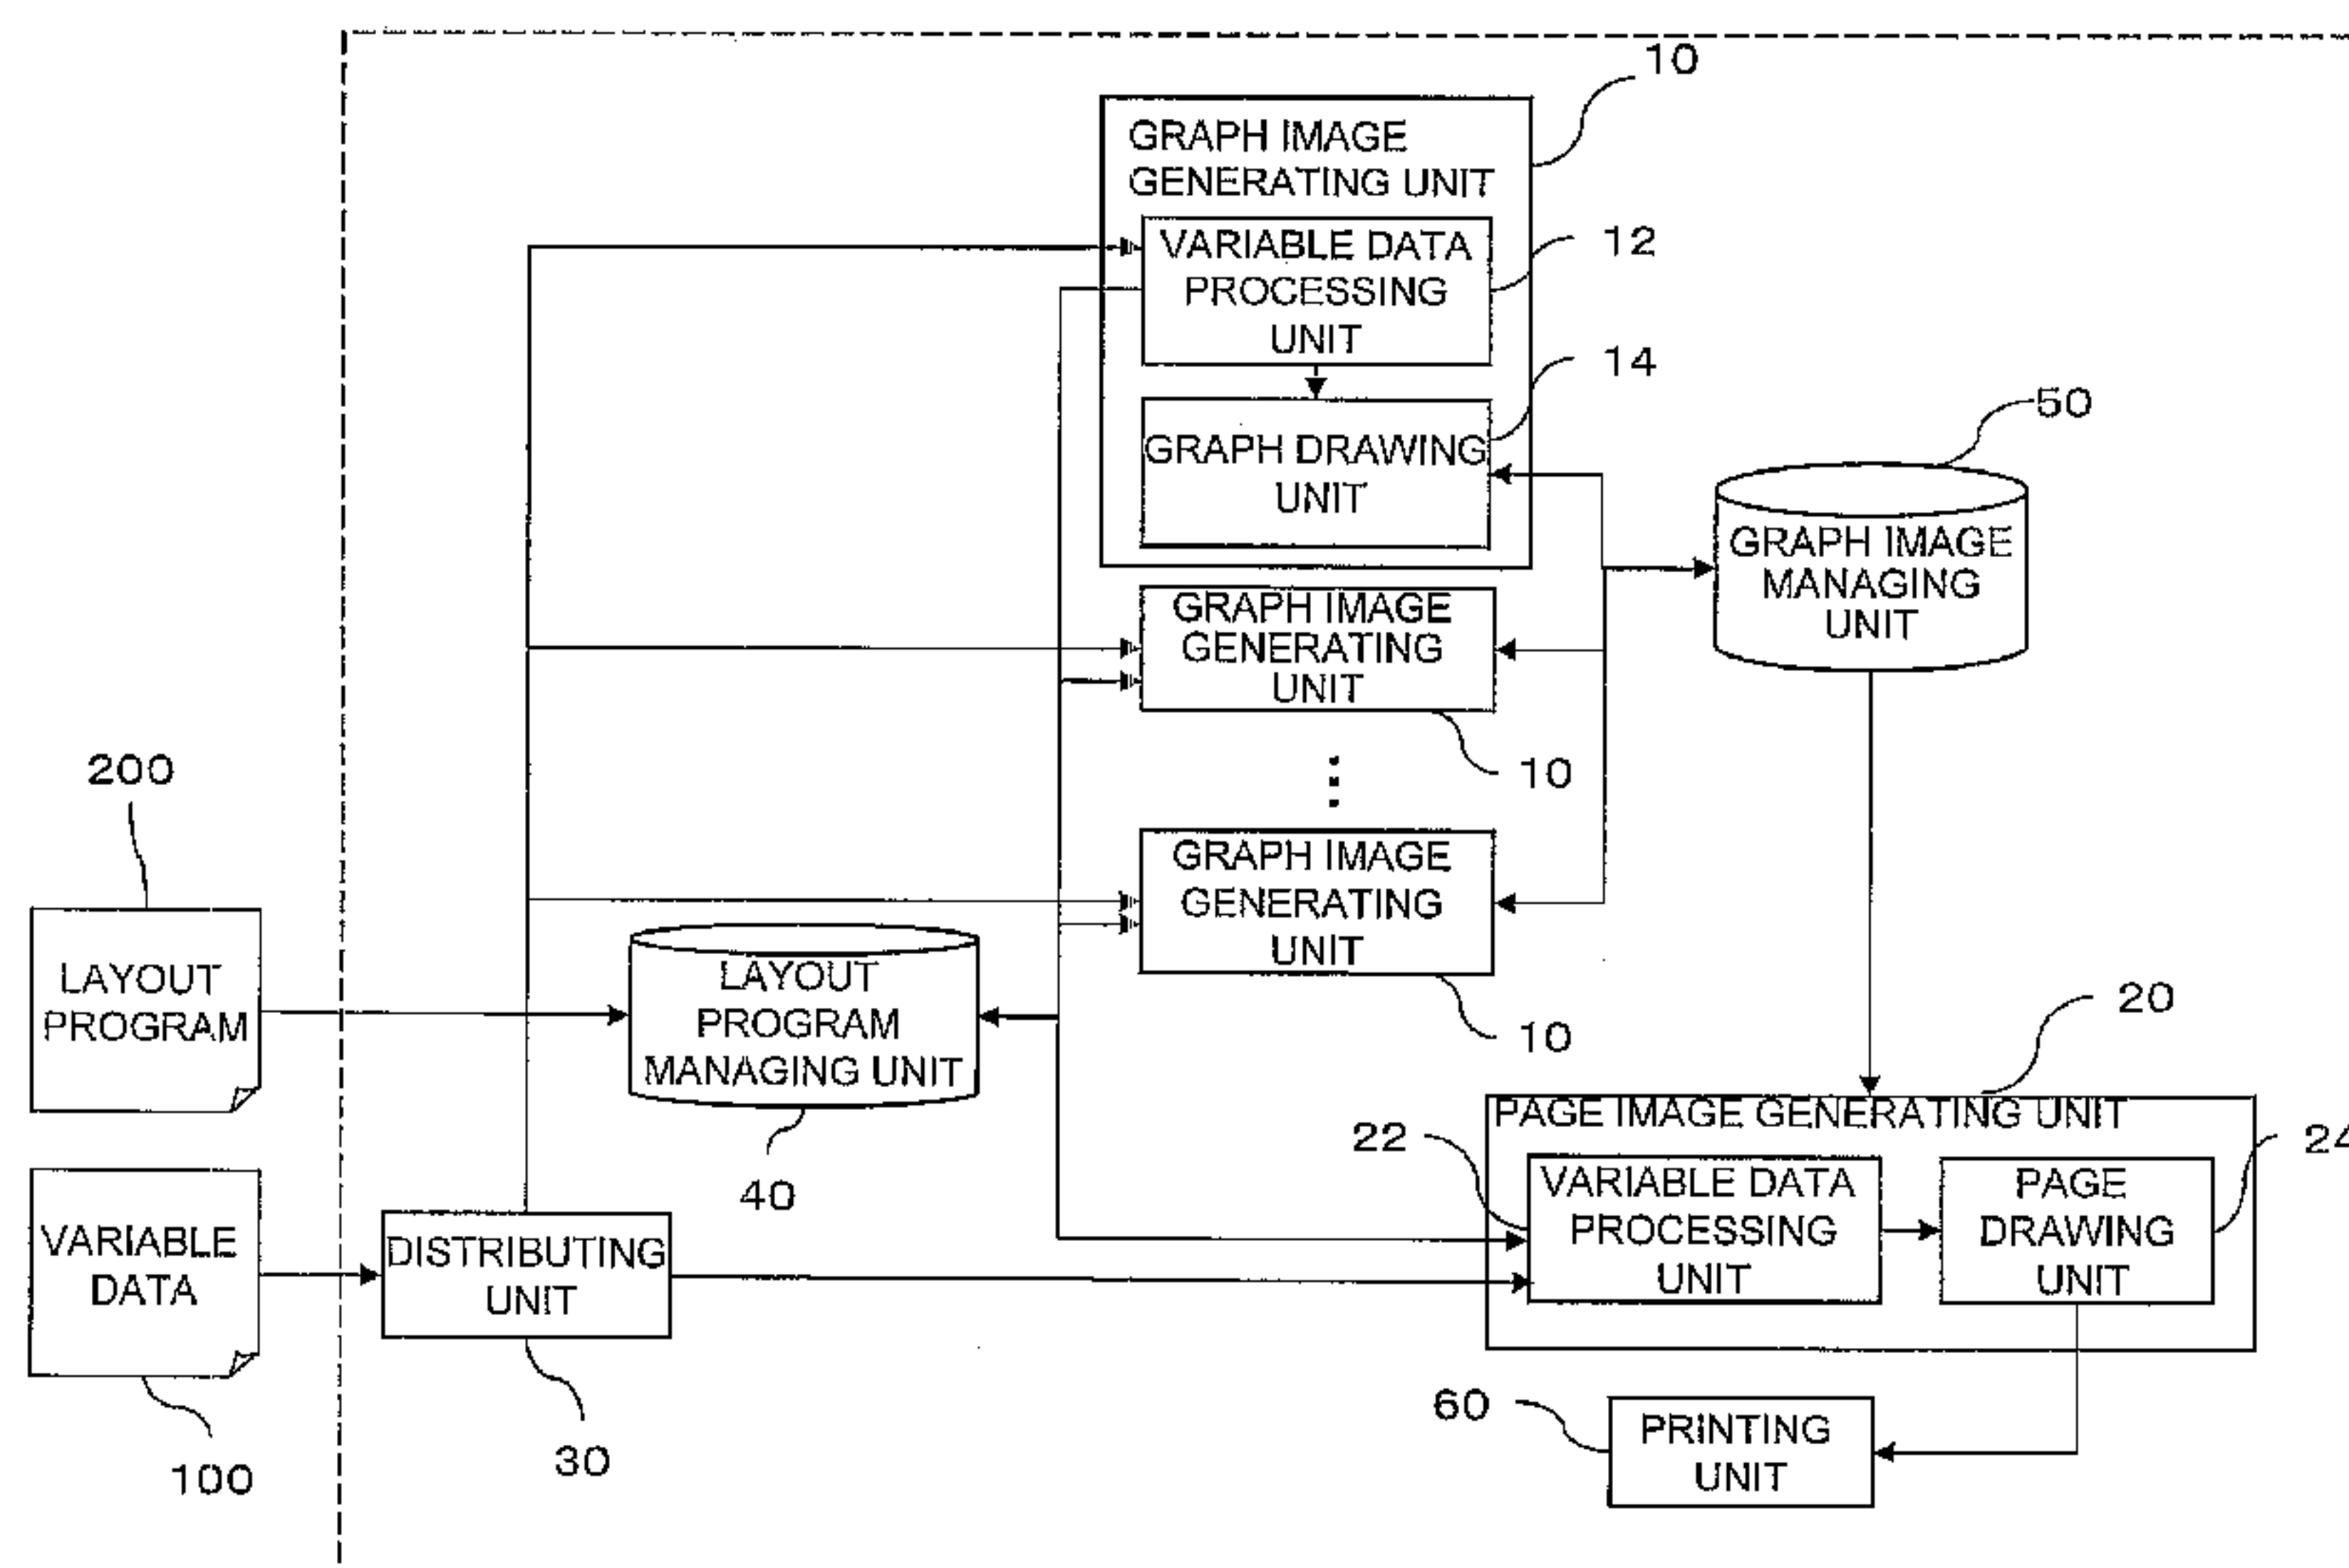 10
GRAPH IMAGE
GENERATING UNIT
VARIABLE DATA
PROCESSING
UNIT
12
14
GRAPH DRAWING
UNIT
50
GRAPH IMAGE
MANAGING
UNIT
GRAPH IMAGE
GENERATING
UNIT
10
200
GRAPH IMAGE
GENERATING
UNIT
10
LAYOUT
PROGRAM
LAYOUT
PROGRAM
MANAGING UNIT
40
20
PAGE IMAGE GENERATING UNIT
22
VARIABLE DATA
PROCESSING
UNIT
PAGE
DRAWING
UNIT
24
VARIABLE
DATA
100
DISTRIBUTING
UNIT
30
60
PRINTING
UNIT